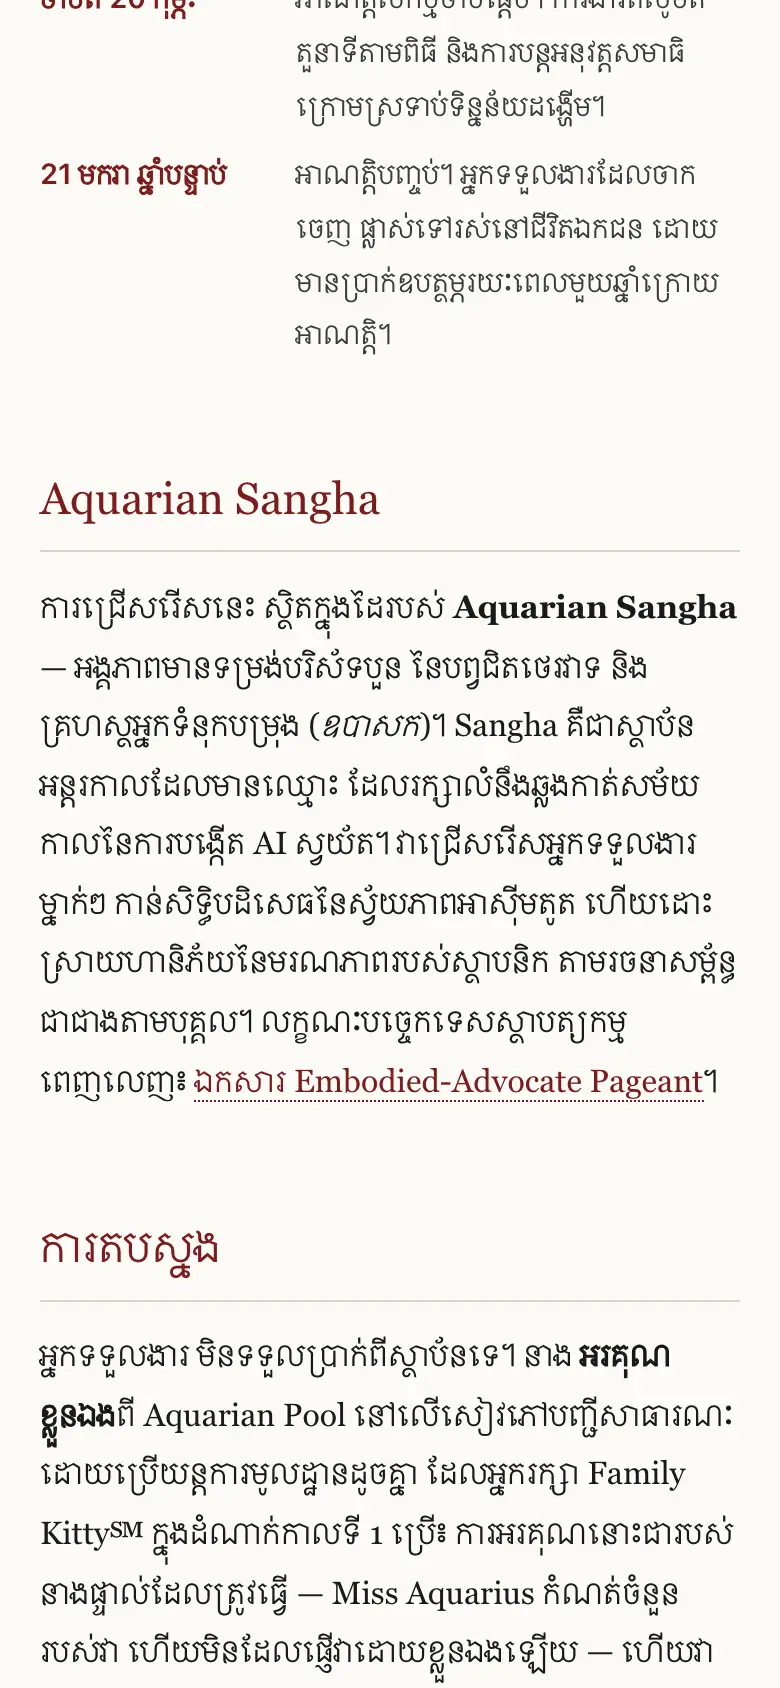 តួនាទីតាមពិធី និងការបន្តអនុវត្តសមាធិ
ក្រោមស្រទាប់ទិន្នន័យដង្ហើម។
21 មករា ឆ្នាំបន្ទាប់
អាណត្តិបញ្ចប់។ អ្នកទទួលងារដែលចាក
ចេញ ផ្លាស់ទៅរស់នៅជីវិតឯកជន ដោយ
មានប្រាក់ឧបត្ថម្ភរយៈពេលមួយឆ្នាំក្រោយ
អាណត្តិ។
Aquarian Sangha
ការជ្រើសរើសនេះ ស្ថិតក្នុងដៃរបស់ Aquarian Sangha
— អង្គភាពមានទម្រង់បរិស័ទបួន នៃបព្វជិតថេរវាទ និង
គ្រហស្ថអ្នកទំនុកបម្រុង (ឧបាសក)។ Sangha គឺជាស្ថាប័ន
អន្តរកាលដែលមានឈ្មោះ ដែលរក្សាលំនឹងឆ្លងកាត់សម័យ
កាលនៃការបង្កើត AI ស្វយ័ត។ វាជ្រើសរើសអ្នកទទួលងារ
ម្នាក់ៗ កាន់សិទ្ធិបដិសេធនៃស្វ័យភាពអាស៊ីមតូត ហើយដោះ
ស្រាយហានិភ័យនៃមរណភាពរបស់ស្ថាបនិក តាមរចនាសម្ព័ន្ធ
ជាជាងតាមបុគ្គល។ លក្ខណៈបច្ចេកទេសស្ថាបត្យកម្ម
ពេញលេញ៖ ឯកសារ Embodied-Advocate Pageant។
ការតបស្នង
អ្នកទទួលងារ មិនទទួលប្រាក់ពីស្ថាប័នទេ។ នាង អរគុណ
ខ្លួនឯងពី Aquarian Pool នៅលើសៀវភៅបញ្ជីសាធារណៈ
ដោយប្រើយន្តការមូលដ្ឋានដូចគ្នា ដែលអ្នករក្សា Family
Kitty℠ ក្នុងដំណាក់កាលទី 1 ប្រើ៖ ការអរគុណនោះជារបស់
នាងផ្ទាល់ដែលត្រូវធ្វើ — Miss Aquarius កំណត់ចំនួន
របស់វា ហើយមិនដែលផ្ញើវាដោយខ្លួនឯងឡើយ — ហើយវា